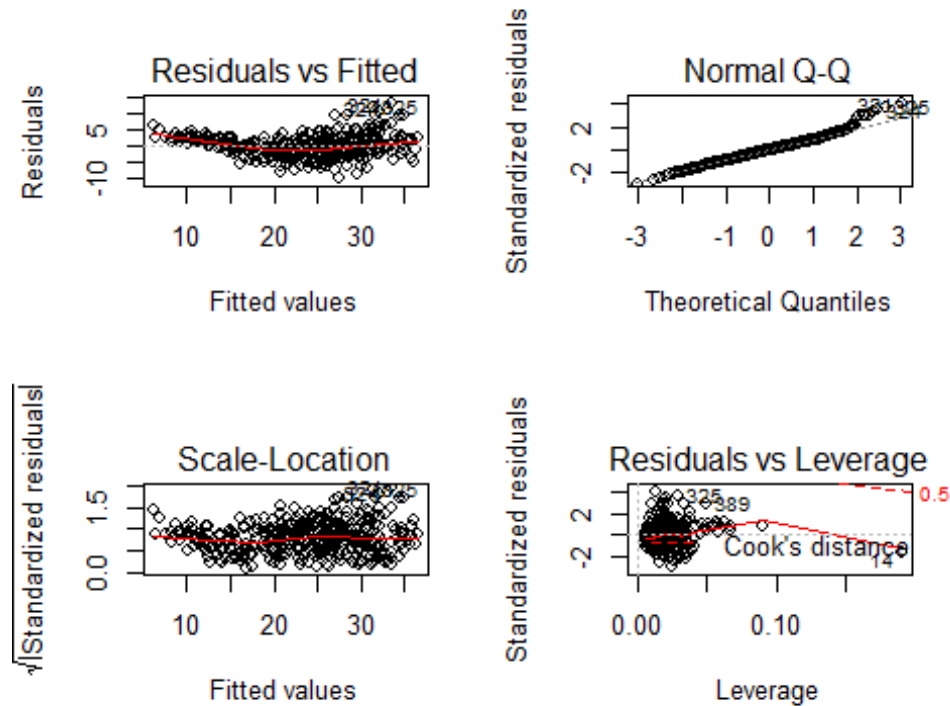 Residuals vs Fitted
Residuals
5
-10
10
20
30
Fitted values
Normal Q-Q
Standardized residuals
2
-2
-3
-1
0
1
2
3
Theoretical Quantiles
Scale-Location
√|Standardized residuals|
1.5
0.0
10
20
30
Fitted values
Residuals vs Leverage
Standardized residuals
2
-2
325
389
0.5
Cook's distance
14
0.00
0.10
Leverage